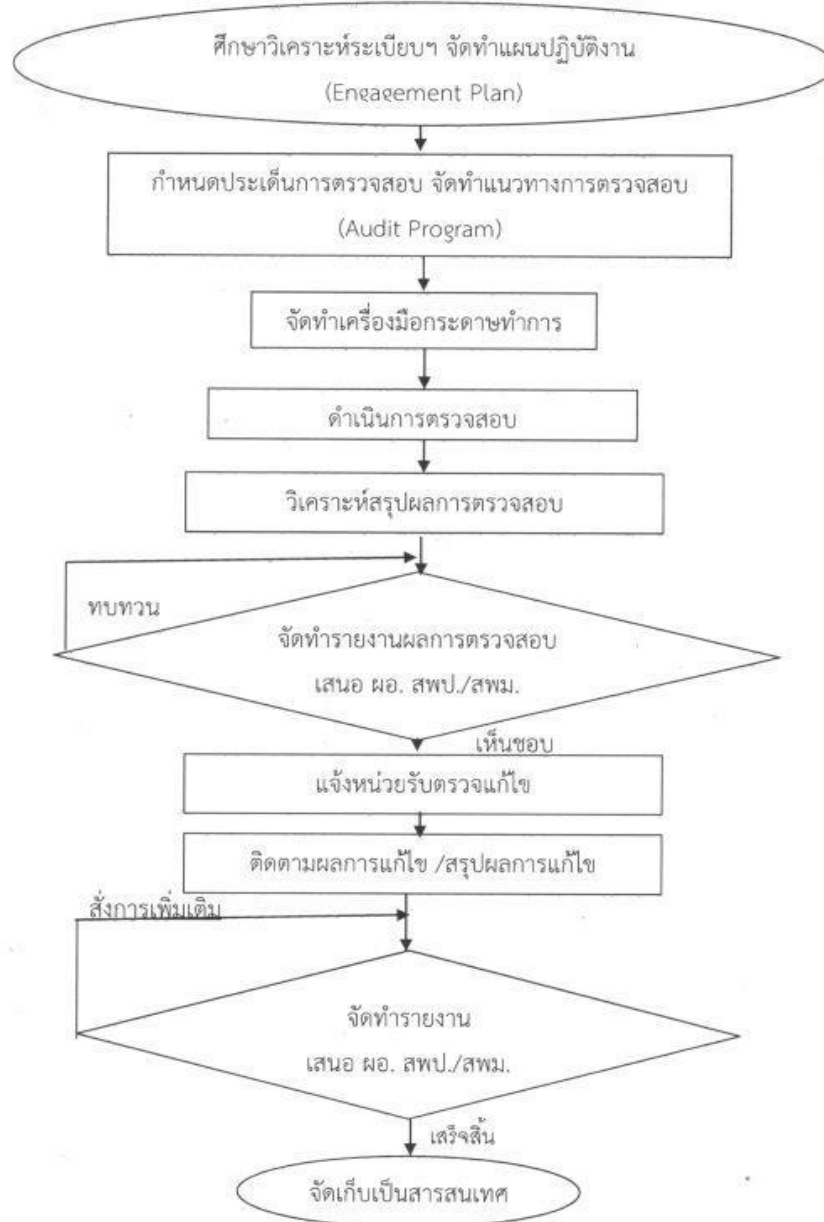 ศึกษาวิเคราะห์ระเบียบฯ จัดทำแผนปฏิบัติงาน
(Engagement Plan)
กำหนดประเด็นการตรวจสอบ จัดทำแนวทางการตรวจสอบ
(Audit Program)
จัดทำเครื่องมือกระดาษทำการ
ดำเนินการตรวจสอบ
วิเคราะห์สรุปผลการตรวจสอบ
ทบทวน
จัดทำรายงานผลการตรวจสอบ
เสนอ ผอ. สพป./สพม.
เห็นชอบ
แจ้งหน่วยรับตรวจแก้ไข
ติดตามผลการแก้ไข /สรุปผลการแก้ไข
สั่งการเพิ่มเติม
จัดทำรายงาน
เสนอ ผอ. สพป./สพม.
เสร็จสิ้น
จัดเก็บเป็นสารสนเทศ